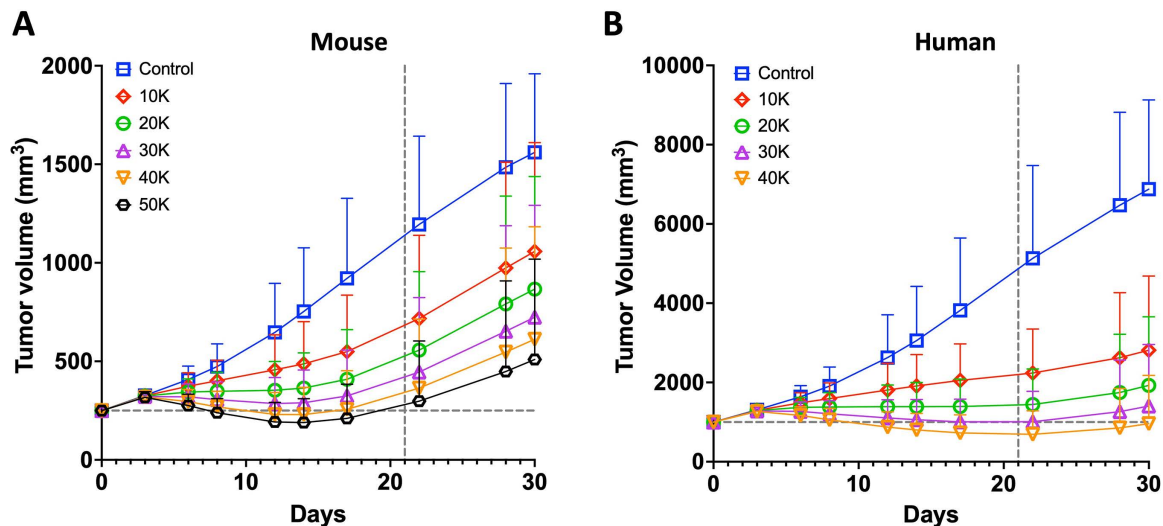 A
Mouse
Tumor volume (mm³)
2000
1500
1000
500
0
Control
10K
20K
30K
40K
50K
0
10
20
30
Days
B
Human
Tumor Volume (mm³)
10000
8000
6000
4000
2000
0
Control
10K
20K
30K
40K
0
10
20
30
Days